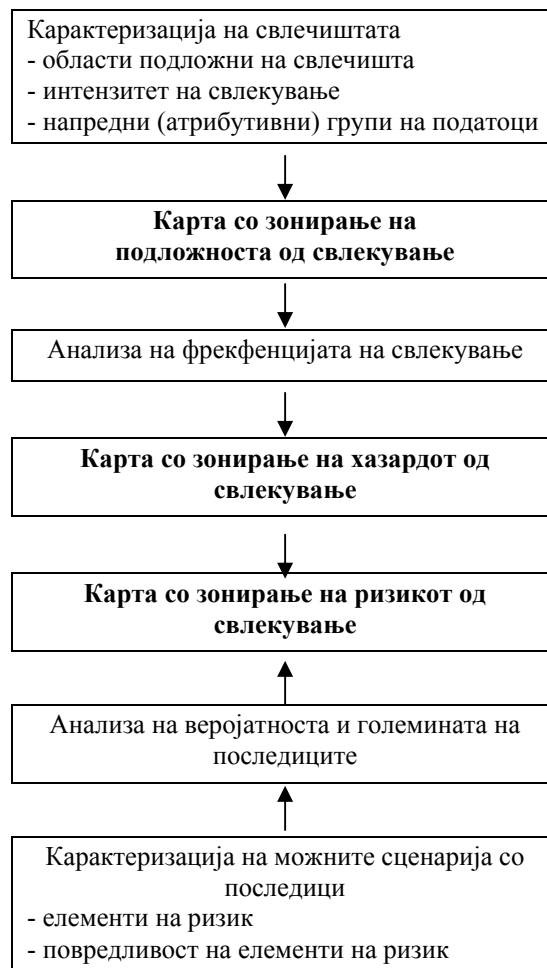 Карактеризација на свлечиштата
- области подложни на свлечишта
- интензитет на свлекување
- напредни (атрибутивни) групи на податоци
Карта со зонирање на
подложноста од свлекување
Анализа на фрекфенцијата на свлекување
Карта со зонирање на хазардот од
свлекување
Карта со зонирање на ризикот од
свлекување
Анализа на веројатноста и големината на
последиците
Карактеризација на можните сценарија со
последици
- елементи на ризик
- повредливост на елементи на ризик